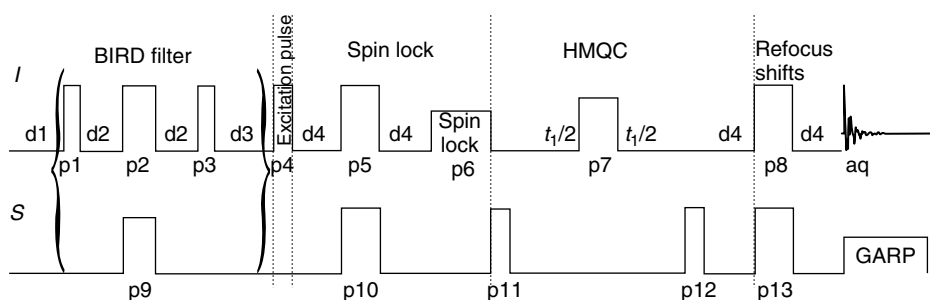 BIRD filter
Excitation pulse
Spin lock
HMQC
Refocus
shifts
I
d1
d2
d2
d3
d4
d4
Spin
lock
t1/2
t1/2
d4
d4
p1
p2
p3
p4
p5
p6
p7
p8
aq
S
GARP
p9
p10
p11
p12
p13